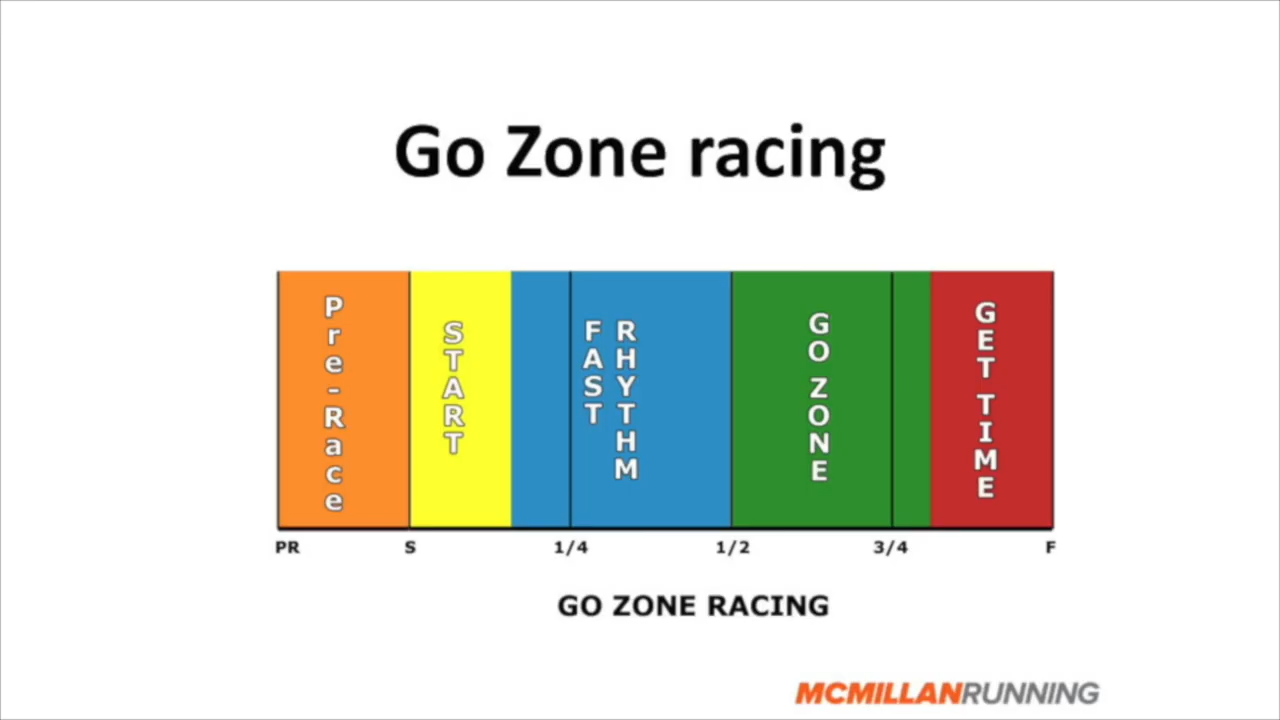 Go Zone racing
Pre-Race
START
FAST
RHYTHM
GO ZONE
GET TIME
PR S 1/4 1/2 3/4 F
GO ZONE RACING
MCMILLANRUNNING